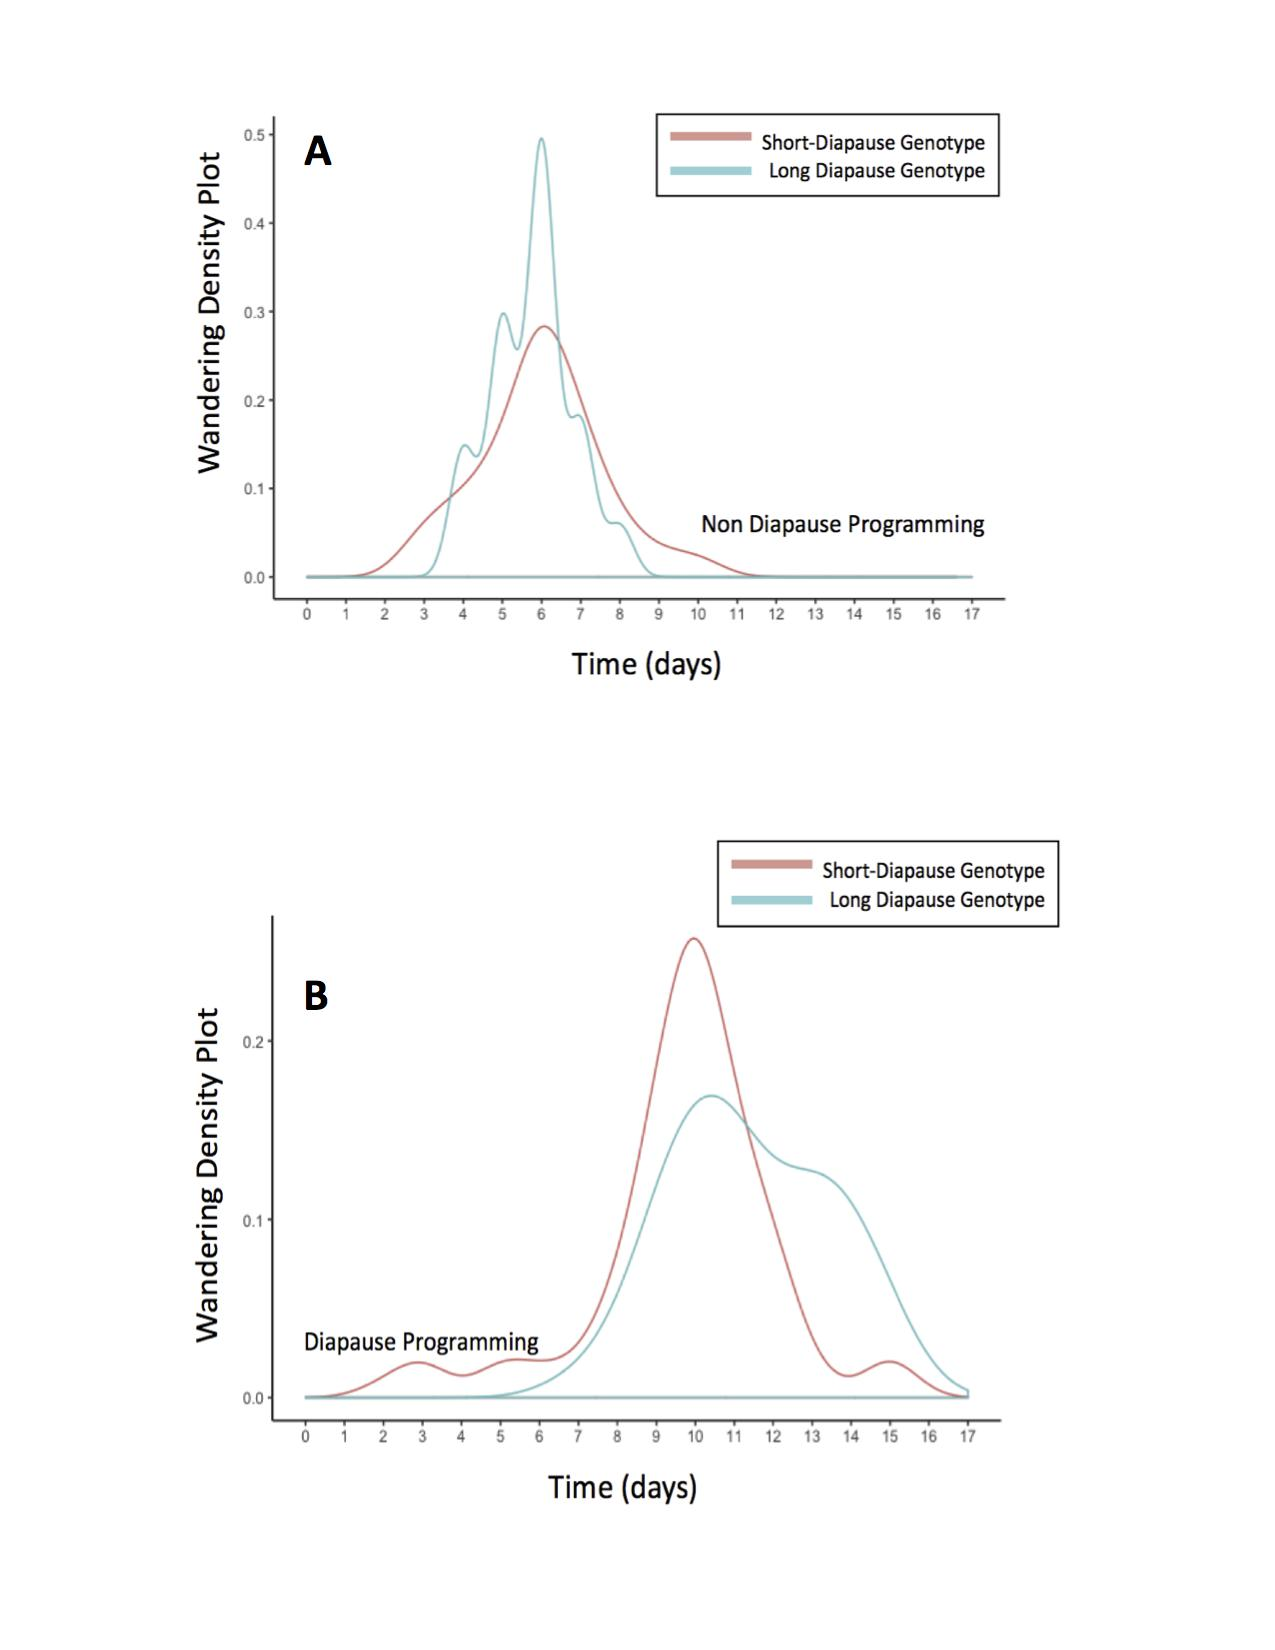 A
Short-Diapause Genotype
Long Diapause Genotype
Wandering Density Plot
0.5
0.4
0.3
0.2
0.1
0.0
Non Diapause Programming
0 1 2 3 4 5 6 7 8 9 10 11 12 13 14 15 16 17
Time (days)
Short-Diapause Genotype
Long Diapause Genotype
B
Wandering Density Plot
0.2
0.1
0.0
Diapause Programming
0 1 2 3 4 5 6 7 8 9 10 11 12 13 14 15 16 17
Time (days)